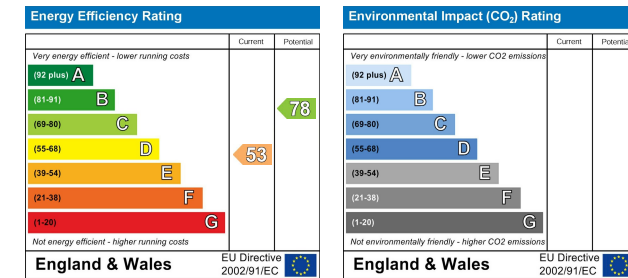 Energy Efficiency Rating
Current Potential
Very energy efficient - lower running costs
(92 plus) A
(81-91) B
(69-80) C
(55-68) D
(39-54) E
(21-38) F
(1-20) G
78
53
Not energy efficient - higher running costs
England & Wales
EU Directive
2002/91/EC
Environmental Impact (CO₂) Rating
Current Potential
Very environmentally friendly - lower CO2 emissions
(92 plus) A
(81-91) B
(69-80) C
(55-68) D
(39-54) E
(21-38) F
(1-20) G
Not environmentally friendly - higher CO2 emissions
England & Wales
EU Directive
2002/91/EC